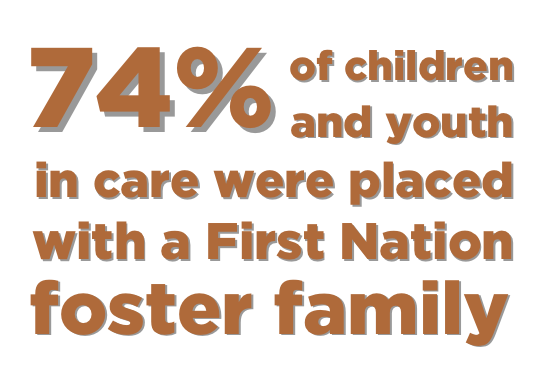 74% of children
and youth
in care were placed
with a First Nation
foster family